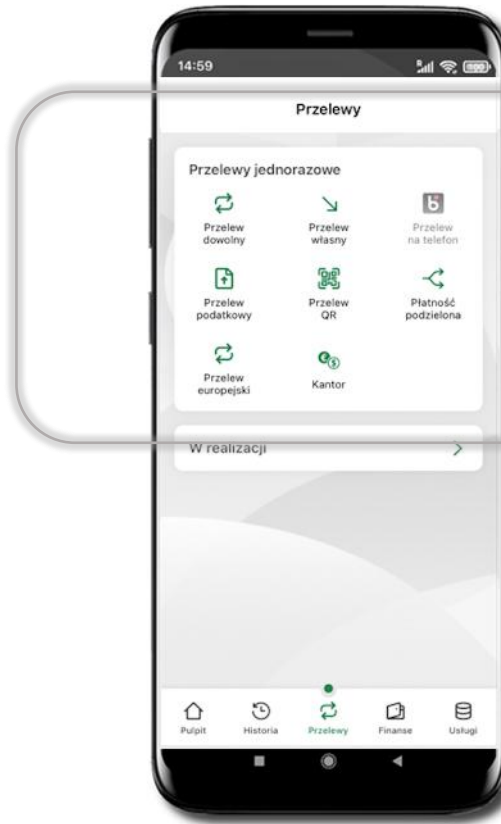 14:59
Przelewy
Przelewy jednorazowe
Przelew
dowolny
Przelew
własny
Przelew
na telefon
Przelew
podatkowy
Przelew
QR
Płatność
podzielona
Przelew
europejski
Kantor
W realizacji
Pulpit
Historia
Przelewy
Finanse
Usługi